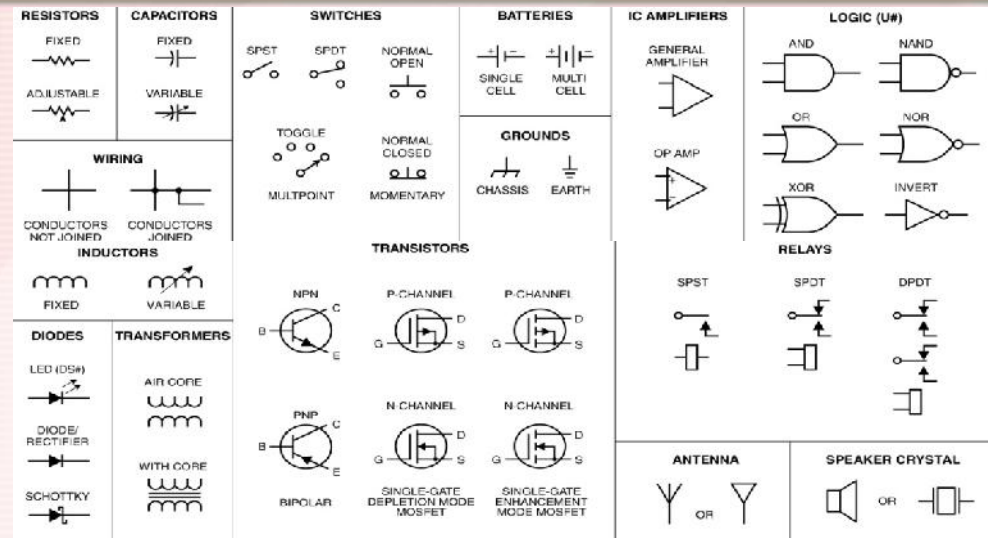 RESISTORS
FIXED
ADJUSTABLE
CAPACITORS
FIXED
VARIABLE
SWITCHES
SPST
SPDT
NORMAL
OPEN
TOGGLE
MULTPOINT
NORMAL
CLOSED
MOMENTARY
BATTERIES
+ -
SINGLE
CELL
+ -
MULTI
CELL
GROUNDS
CHASSIS
EARTH
IC AMPLIFIERS
GENERAL
AMPLIFIER
OP AMP
+
-
LOGIC (U#)
AND
NAND
OR
NOR
XOR
INVERT
WIRING
CONDUCTORS
NOT JOINED
CONDUCTORS
JOINED
INDUCTORS
FIXED
VARIABLE
DIODES
LED (DS#)
DIODE/
RECTIFIER
SCHOTTKY
TRANSFORMERS
AIR CORE
WITH CORE
TRANSISTORS
NPN
C
B
E
P-CHANNEL
D
G
S
P-CHANNEL
D
G
S
PNP
C
B
E
BIPOLAR
N-CHANNEL
D
G
S
SINGLE-GATE
DEPLETION MODE
MOSFET
N-CHANNEL
D
G
S
SINGLE-GATE
ENHANCEMENT
MODE MOSFET
RELAYS
SPST
SPDT
DPDT
ANTENNA
OR
SPEAKER CRYSTAL
OR